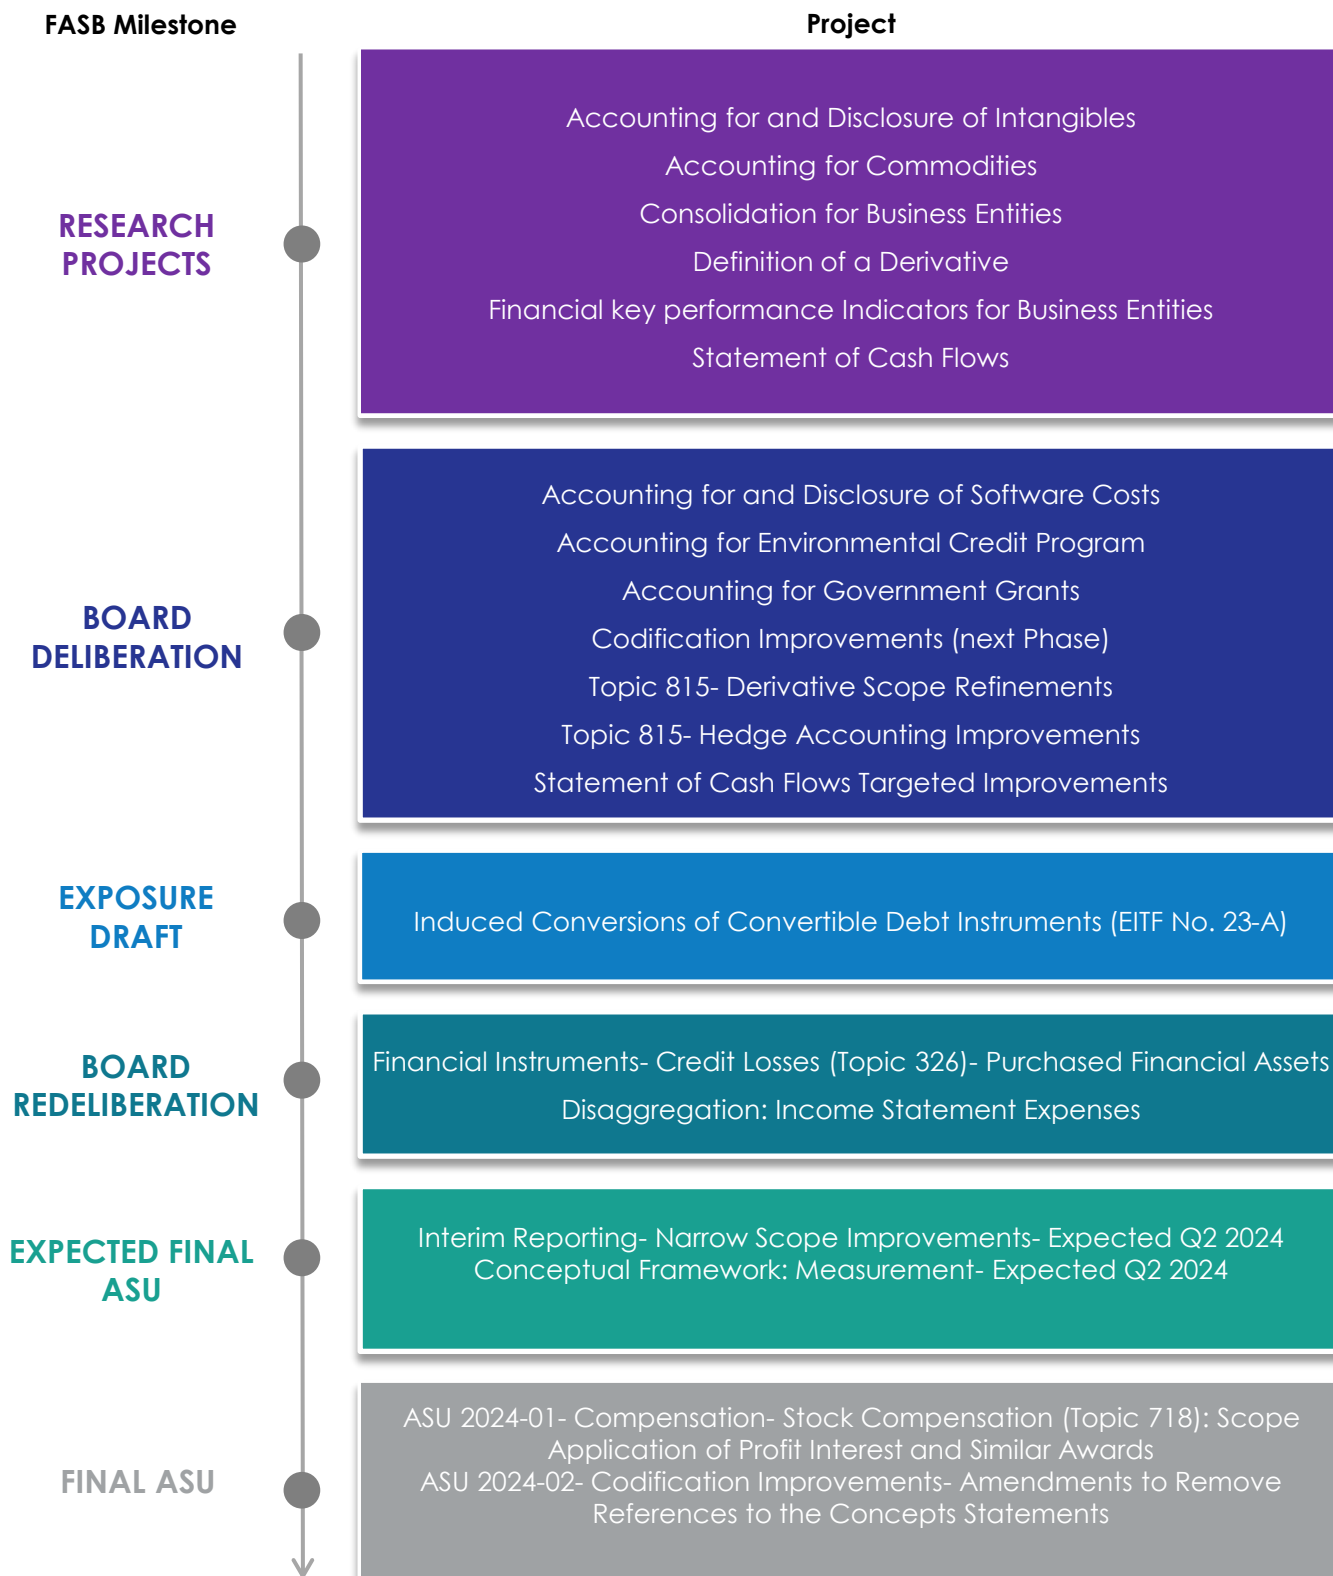 FASB Milestone
Project
RESEARCH
PROJECTS
Accounting for and Disclosure of Intangibles
Accounting for Commodities
Consolidation for Business Entities
Definition of a Derivative
Financial key performance Indicators for Business Entities
Statement of Cash Flows
BOARD
DELIBERATION
Accounting for and Disclosure of Software Costs
Accounting for Environmental Credit Program
Accounting for Government Grants
Codification Improvements (next Phase)
Topic 815- Derivative Scope Refinements
Topic 815- Hedge Accounting Improvements
Statement of Cash Flows Targeted Improvements
EXPOSURE
DRAFT
Induced Conversions of Convertible Debt Instruments (EITF No. 23-A)
BOARD
REDELIBERATION
Financial Instruments- Credit Losses (Topic 326)- Purchased Financial Assets
Disaggregation: Income Statement Expenses
EXPECTED FINAL
ASU
Interim Reporting- Narrow Scope Improvements- Expected Q2 2024
Conceptual Framework: Measurement- Expected Q2 2024
FINAL ASU
ASU 2024-01- Compensation- Stock Compensation (Topic 718): Scope
Application of Profit Interest and Similar Awards
ASU 2024-02- Codification Improvements- Amendments to Remove
References to the Concepts Statements